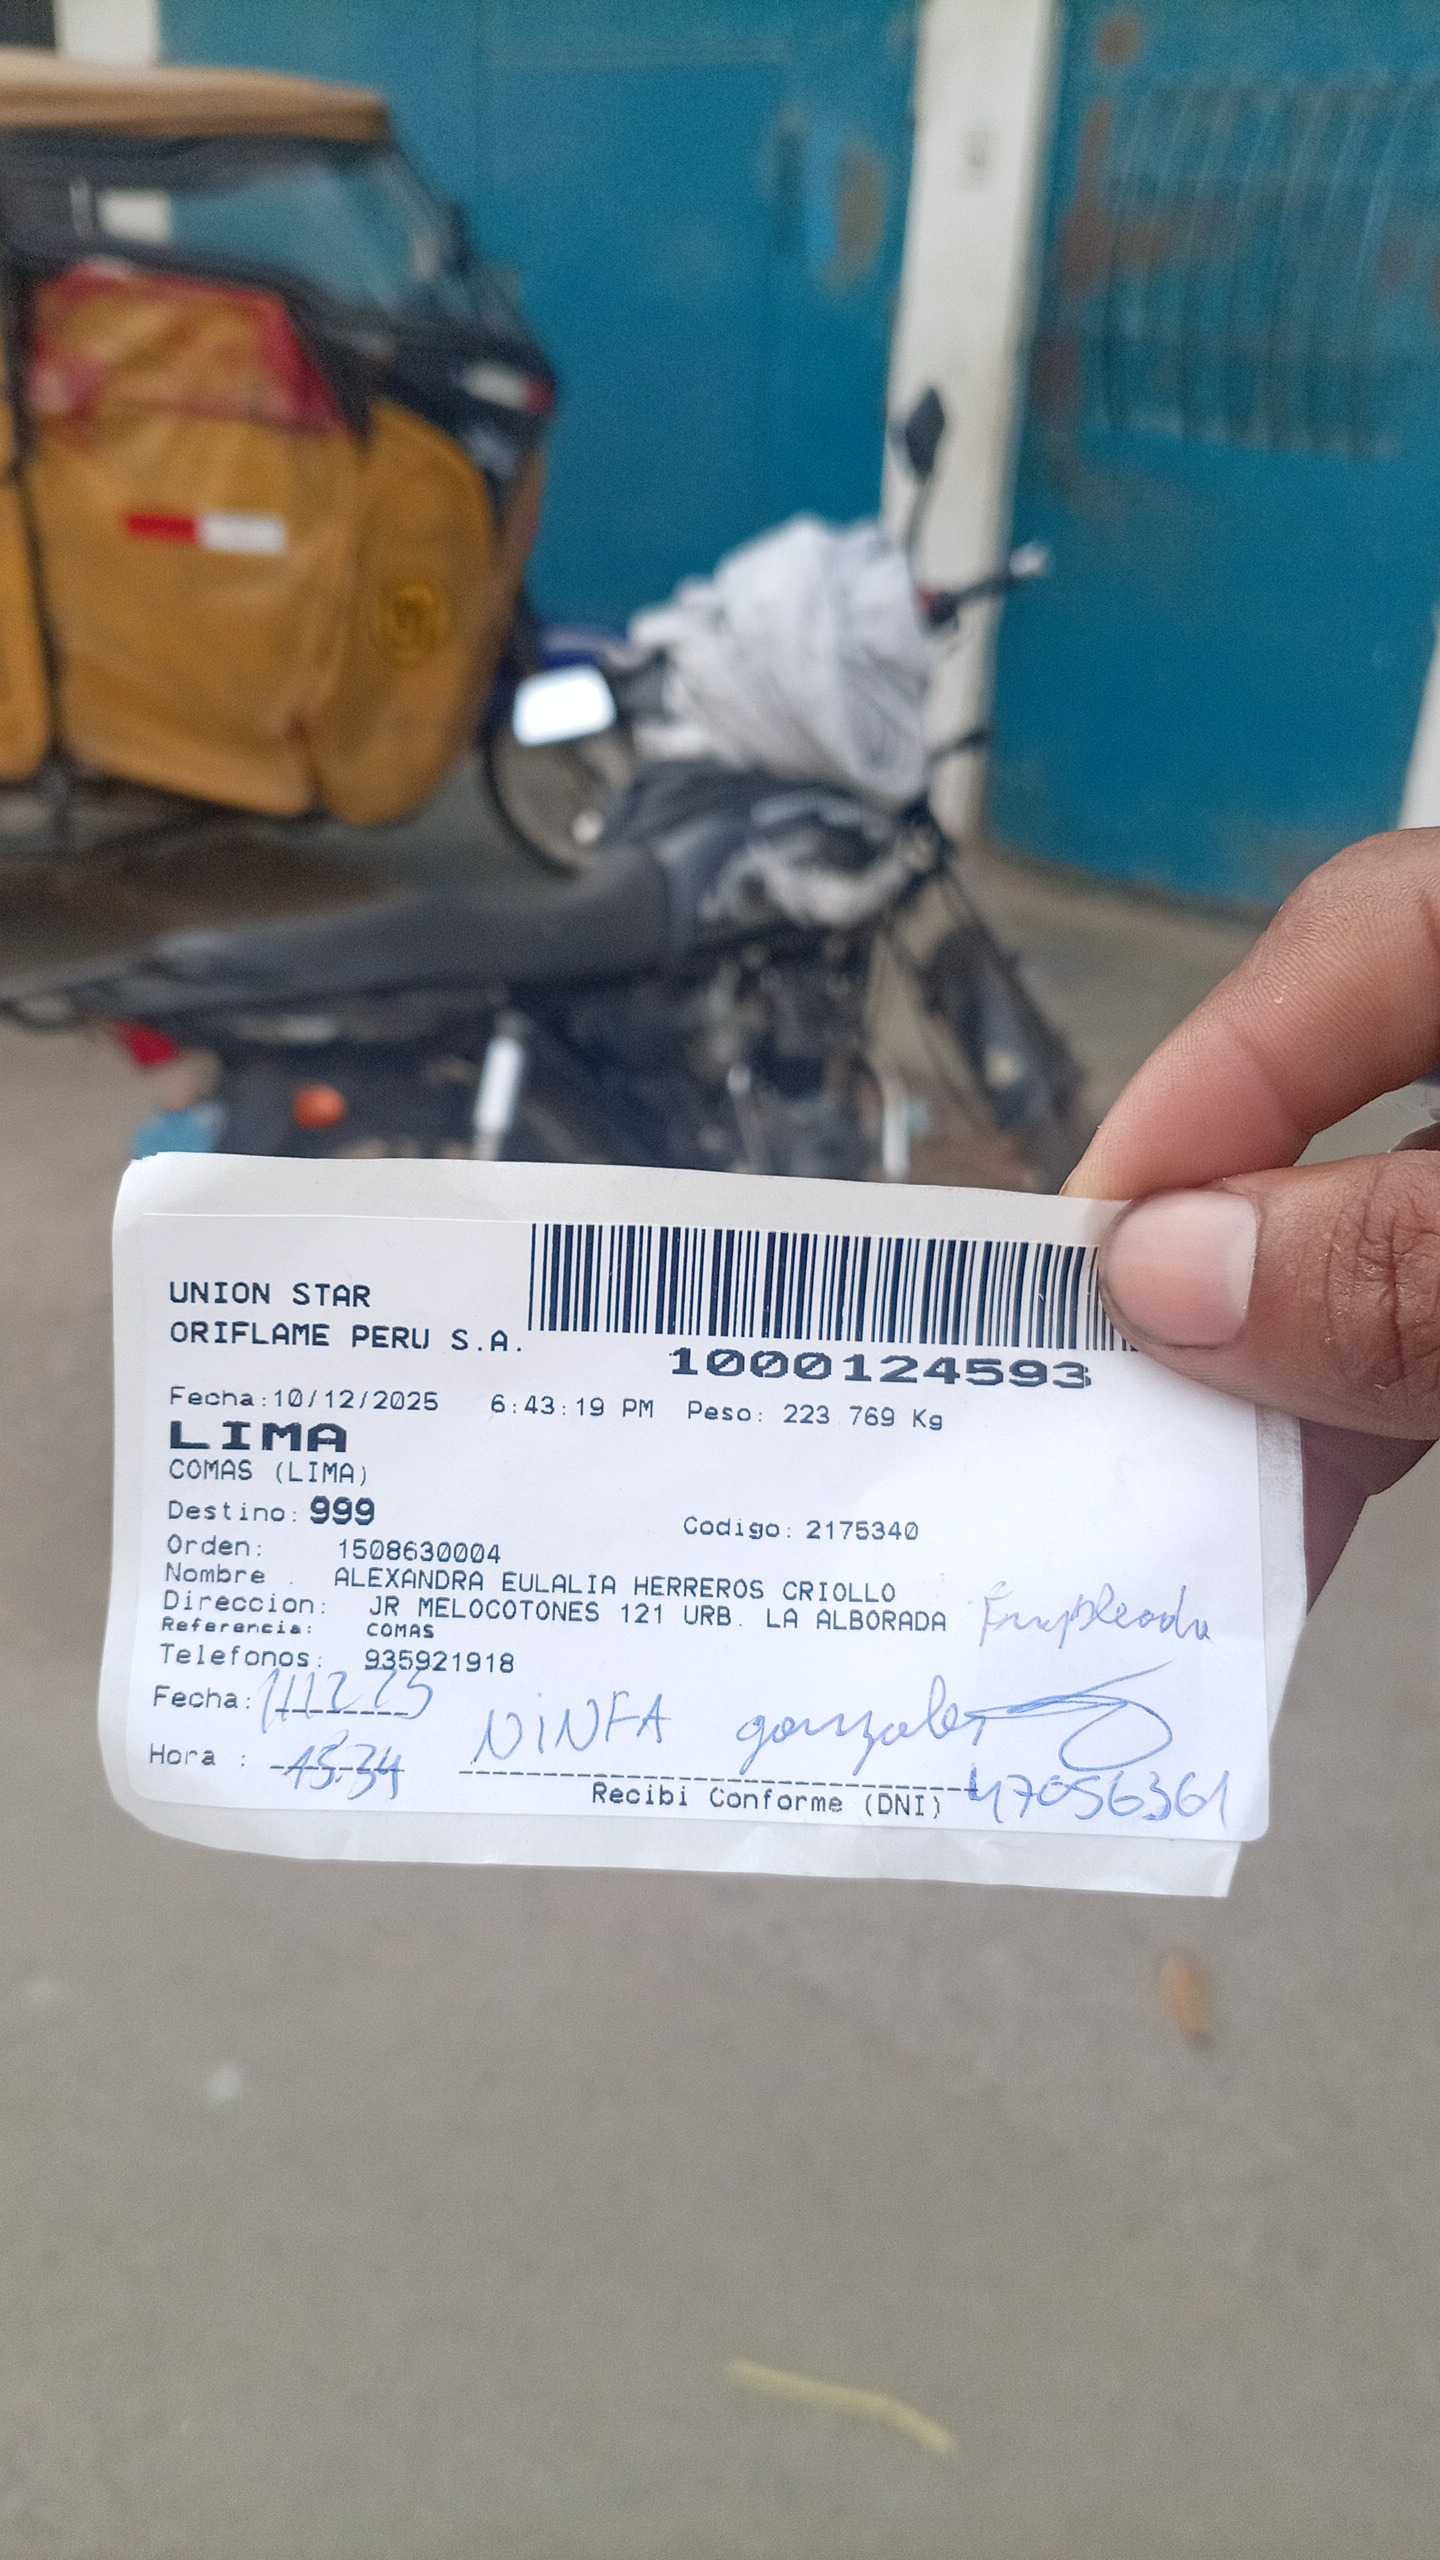 UNION STAR
ORIFLAME PERU S.A.
1000124593
Fecha:10/12/2025 6:43:19 PM Peso: 223 769 Kg
LIMA
COMAS (LIMA)
Destino: 999 Codigo: 2175340
Orden: 1508630004
Nombre : ALEXANDRA EULALIA HERREROS CRIOLLO
Direccion: JR MELOCOTONES 121 URB. LA ALBORADA
Empleada
Referencia: COMAS
Telefonos: 935921918
Fecha: 11 12 25
NINFA gonzales
Hora : 15:34
Recibi Conforme (DNI) 47056361